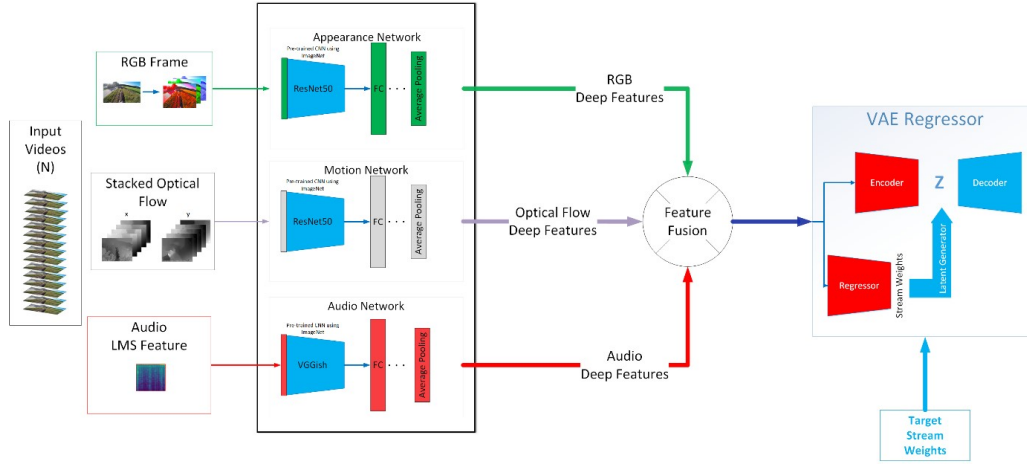 Input
Videos
(N)
RGB Frame
Stacked Optical
Flow
x
y
Audio
LMS Feature
Appearance Network
Pre-trained CNN using
ImageNet
ResNet50
FC
. . .
Average Pooling
Motion Network
Pre-trained CNN using
ImageNet
ResNet50
FC
. . .
Average Pooling
Audio Network
Pre-trained CNN using
ImageNet
VGGish
FC
. . .
Average Pooling
RGB
Deep Features
Optical Flow
Deep Features
Audio
Deep Features
Feature
Fusion
VAE Regressor
Encoder
Z
Decoder
Regressor
Stream Weights
Latent Generator
Target
Stream
Weights